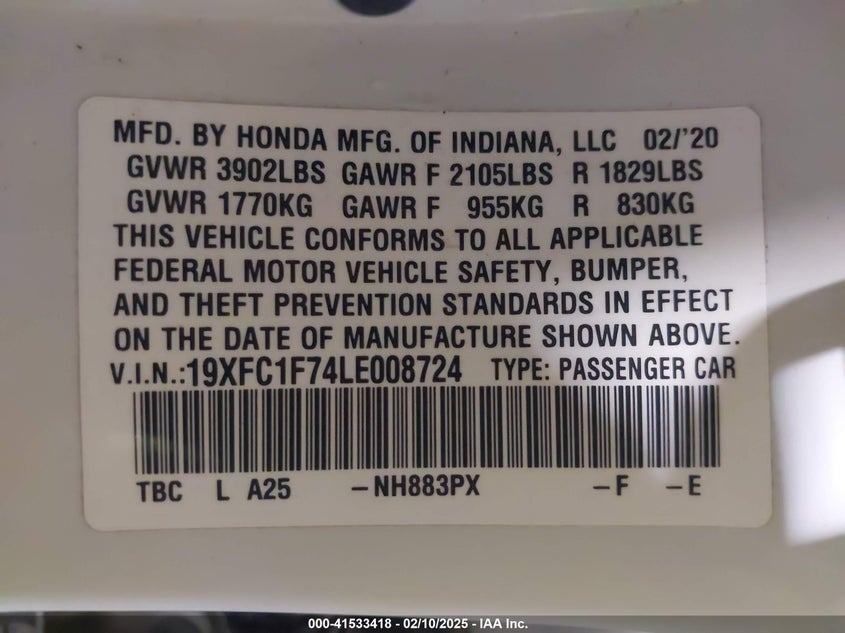 MFD. BY HONDA MFG. OF INDIANA, LLC 02/'20
GVWR 3902LBS GAWR F 2105LBS R 1829LBS
GVWR 1770KG GAWR F 955KG R 830KG
THIS VEHICLE CONFORMS TO ALL APPLICABLE
FEDERAL MOTOR VEHICLE SAFETY, BUMPER,
AND THEFT PREVENTION STANDARDS IN EFFECT
ON THE DATE OF MANUFACTURE SHOWN ABOVE.
V.I.N.:19XFC1F74LE008724 TYPE: PASSENGER CAR
TBC L A25 –NH883PX –F –E
000-41533418 - 02/10/2025 - IAA Inc.